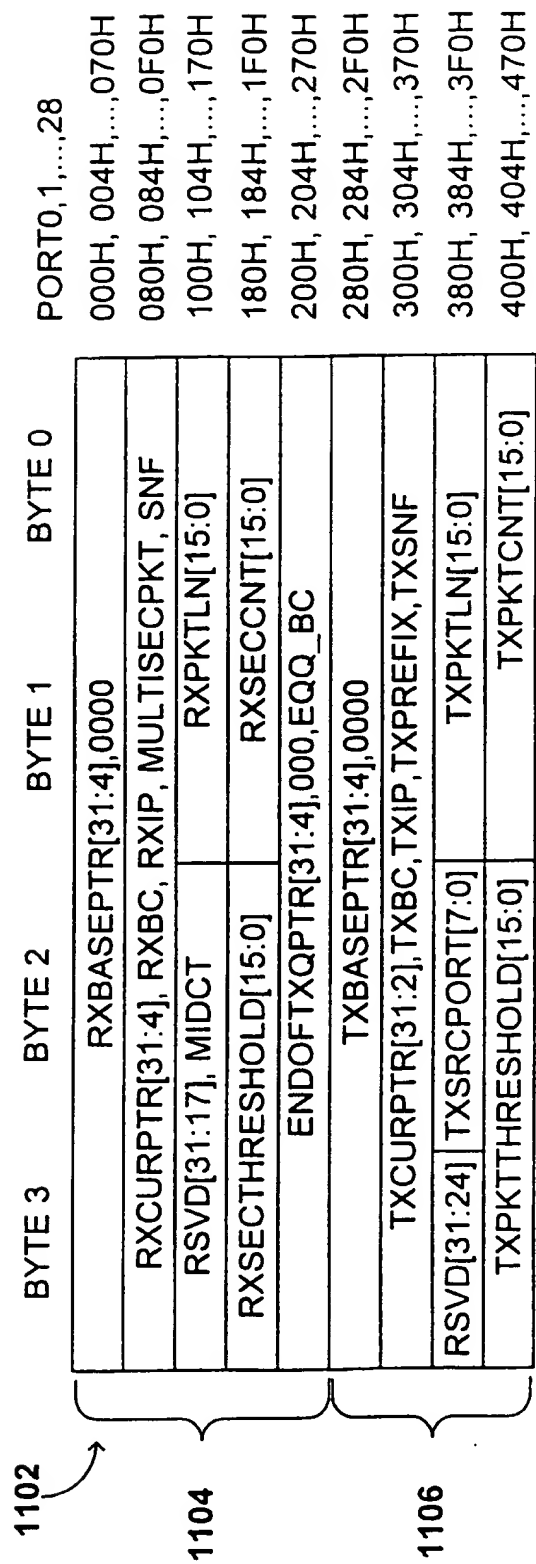 1102
BYTE 3 BYTE 2 BYTE 1 BYTE 0 PORT0,1,...,28
RXBASEPTR[31:4],0000 000H, 004H,...,070H
RXCURPTR[31:4], RXBC, RXIP, MULTISECPKT, SNF 080H, 084H,...,0F0H
RSVD[31:17], MIDCT RXPKTLN[15:0] 100H, 104H,...,170H
RXSECTHRESHOLD[15:0] RXSECCNT[15:0] 180H, 184H,...,1F0H
ENDOFTXQPTR[31:4],000,EQQ_BC 200H, 204H,...,270H
TXBASEPTR[31:4],0000 280H, 284H,...,2F0H
TXCURPTR[31:2],TXBC,TXIP,TXPREFIX,TXSNF 300H, 304H,...,370H
RSVD[31:24] TXSRCPORT[7:0] TXPKTLN[15:0] 380H, 384H,...,3F0H
TXPKTTHRESHOLD[15:0] TXPKTCNT[15:0] 400H, 404H,...,470H
1104
1106